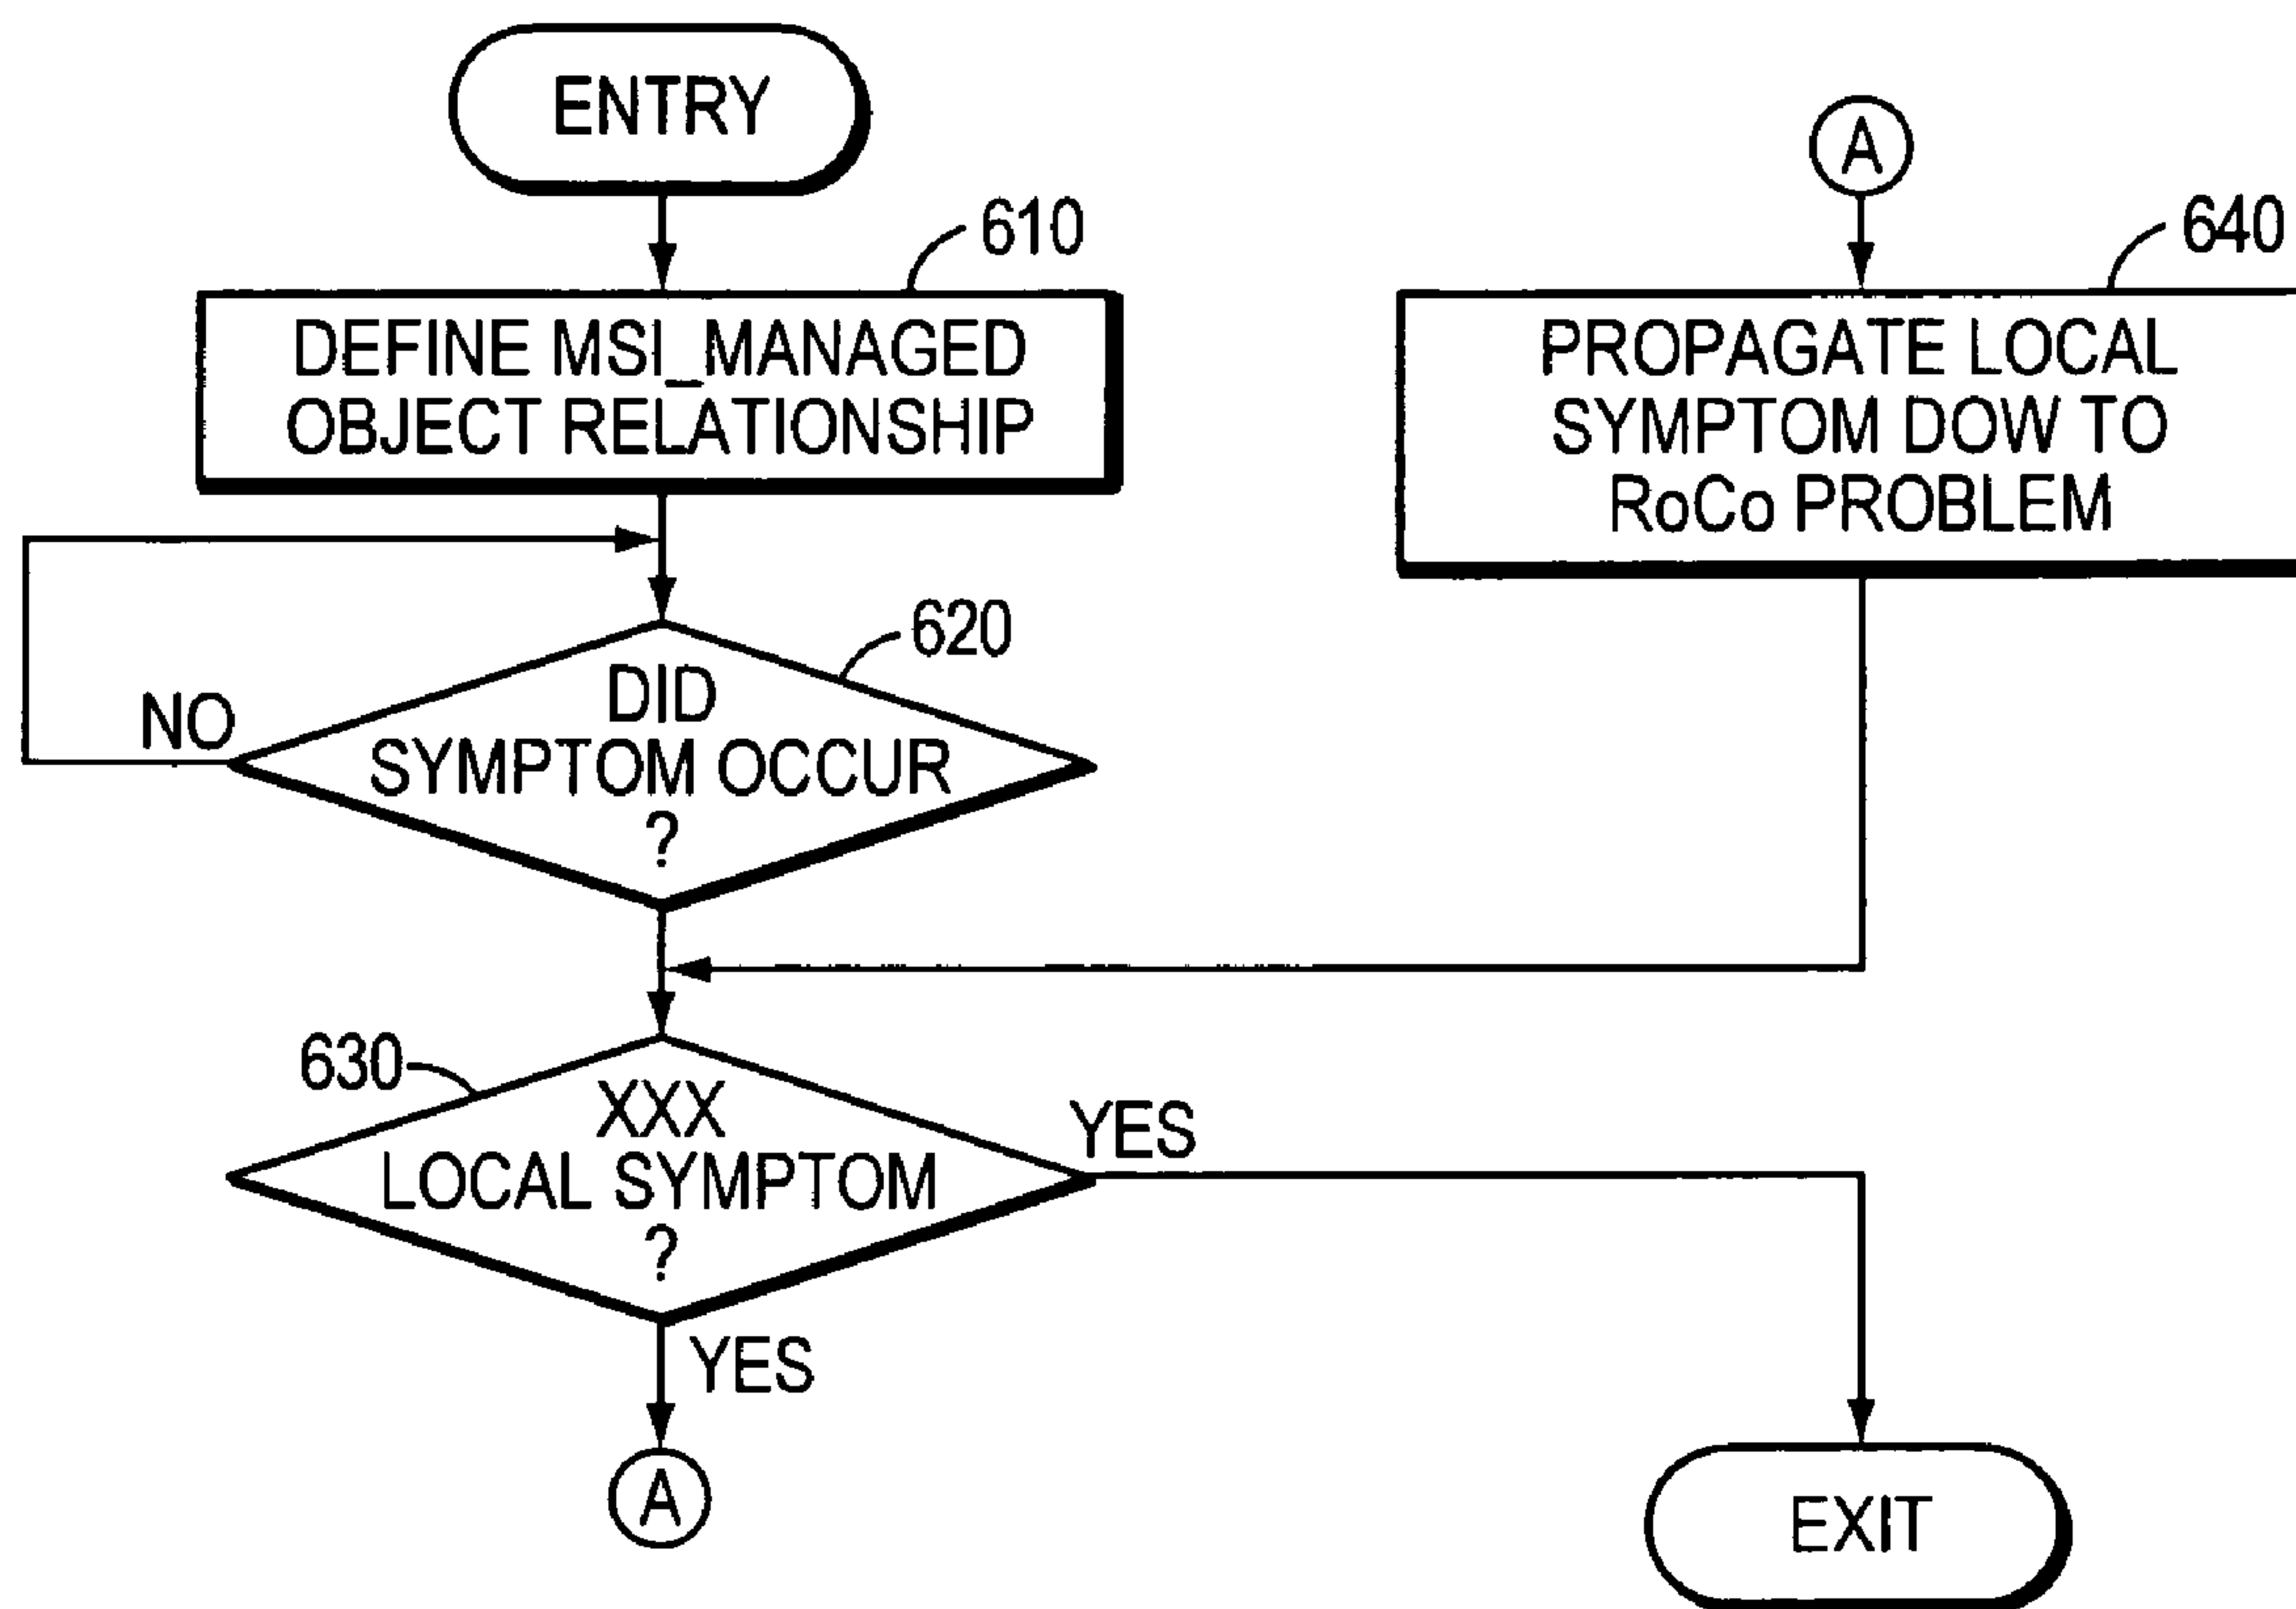 ENTRY
610
DEFINE MSI_MANAGED
OBJECT RELATIONSHIP
NO
620
DID
SYMPTOM OCCUR
?
630
XXX
LOCAL SYMPTOM
?
YES
YES
A
A
640
PROPAGATE LOCAL
SYMPTOM DOW TO
RoCo PROBLEM
EXIT